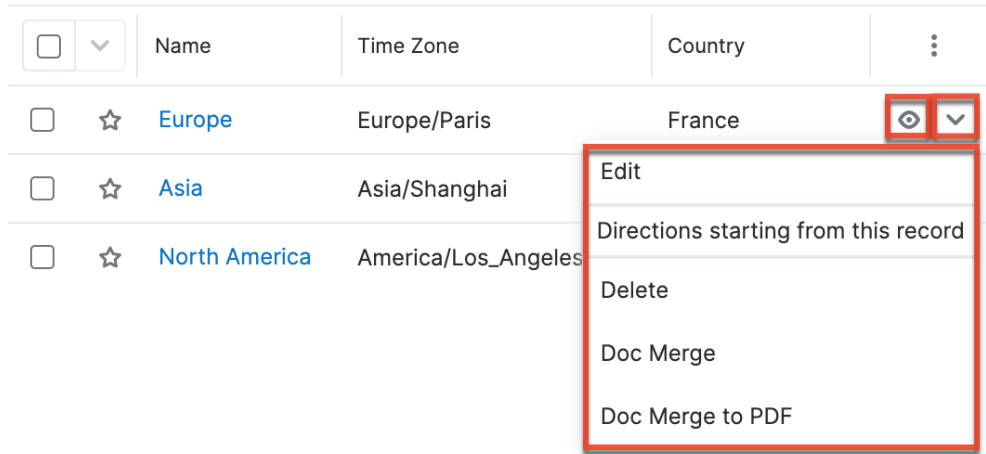 Name Time Zone Country
Europe Europe/Paris France
Edit
Directions starting from this record
Asia Asia/Shanghai
North America America/Los_Angeles
Delete
Doc Merge
Doc Merge to PDF